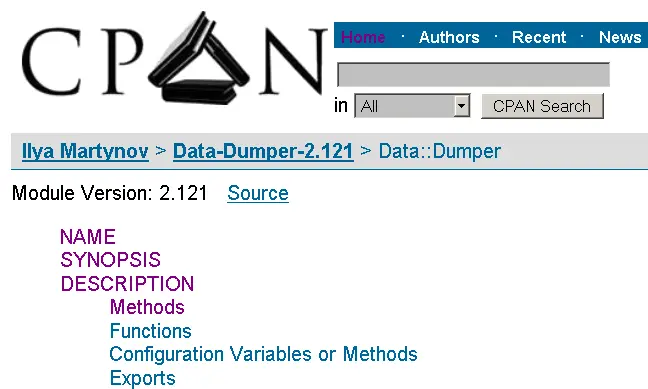 CPAN
Home · Authors · Recent · News
in All CPAN Search
Ilya Martynov > Data-Dumper-2.121 > Data::Dumper
Module Version: 2.121 Source
NAME
SYNOPSIS
DESCRIPTION
Methods
Functions
Configuration Variables or Methods
Exports